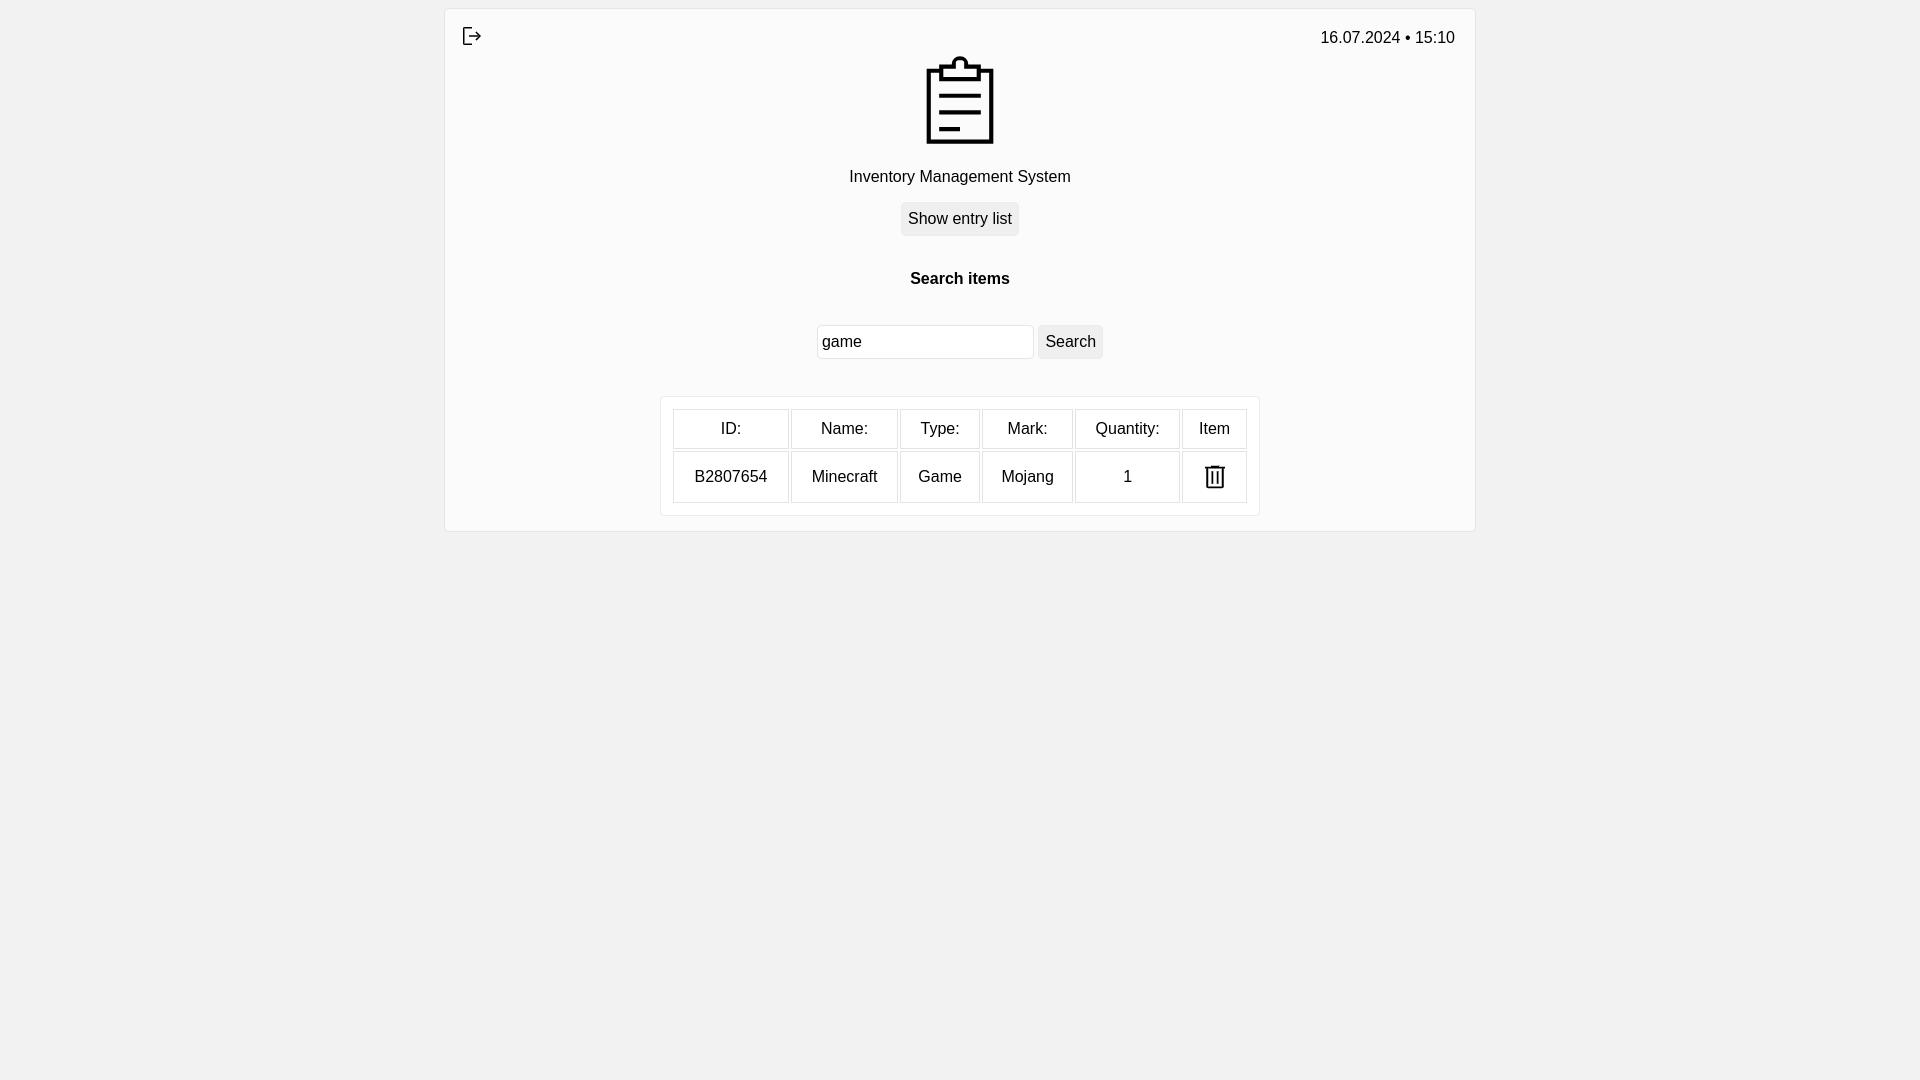 16.07.2024 • 15:10
Inventory Management System
Show entry list
Search items
game Search
ID: Name: Type: Mark: Quantity: Item
B2807654 Minecraft Game Mojang 1